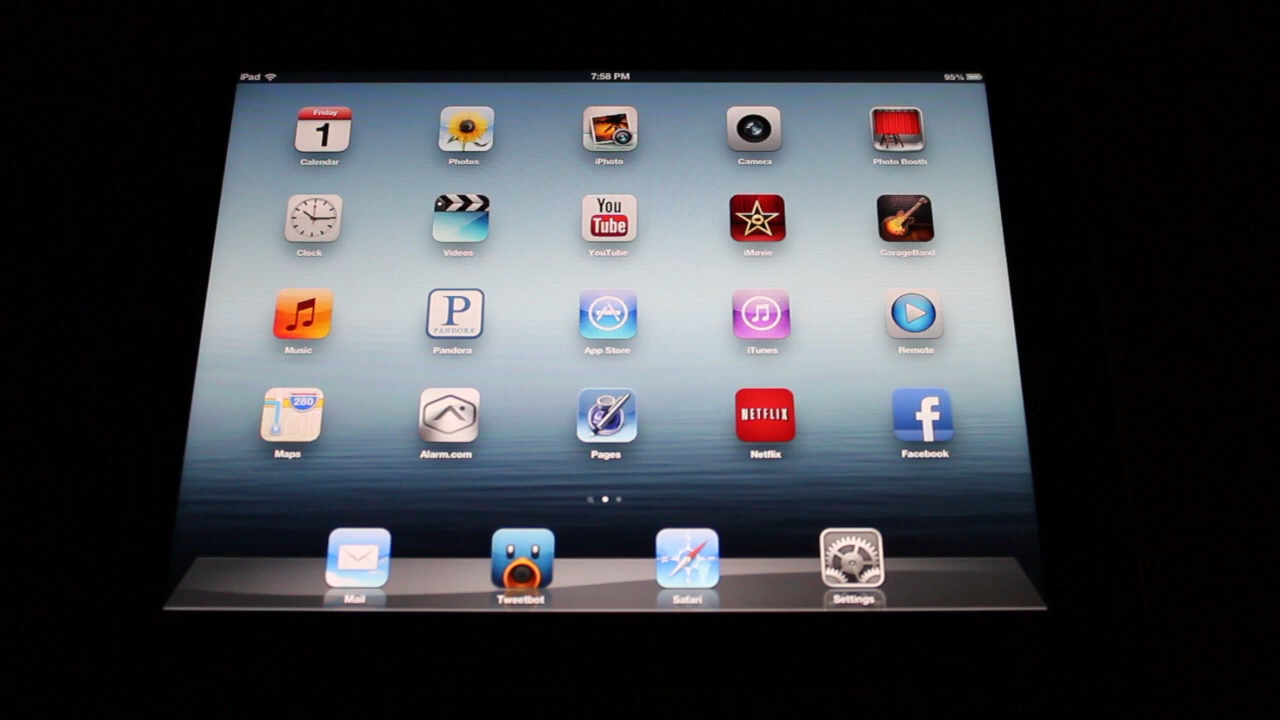 iPad 7:58 PM 95%
Friday
1
Calendar Photos iPhoto Camera Photo Booth
You
Tube
Clock Videos YouTube iMovie GarageBand
P
PANDORA
Music Pandora App Store iTunes Remote
280
NETFLIX
f
Maps Alarm.com Pages Netflix Facebook
Mail Tweetbot Safari Settings